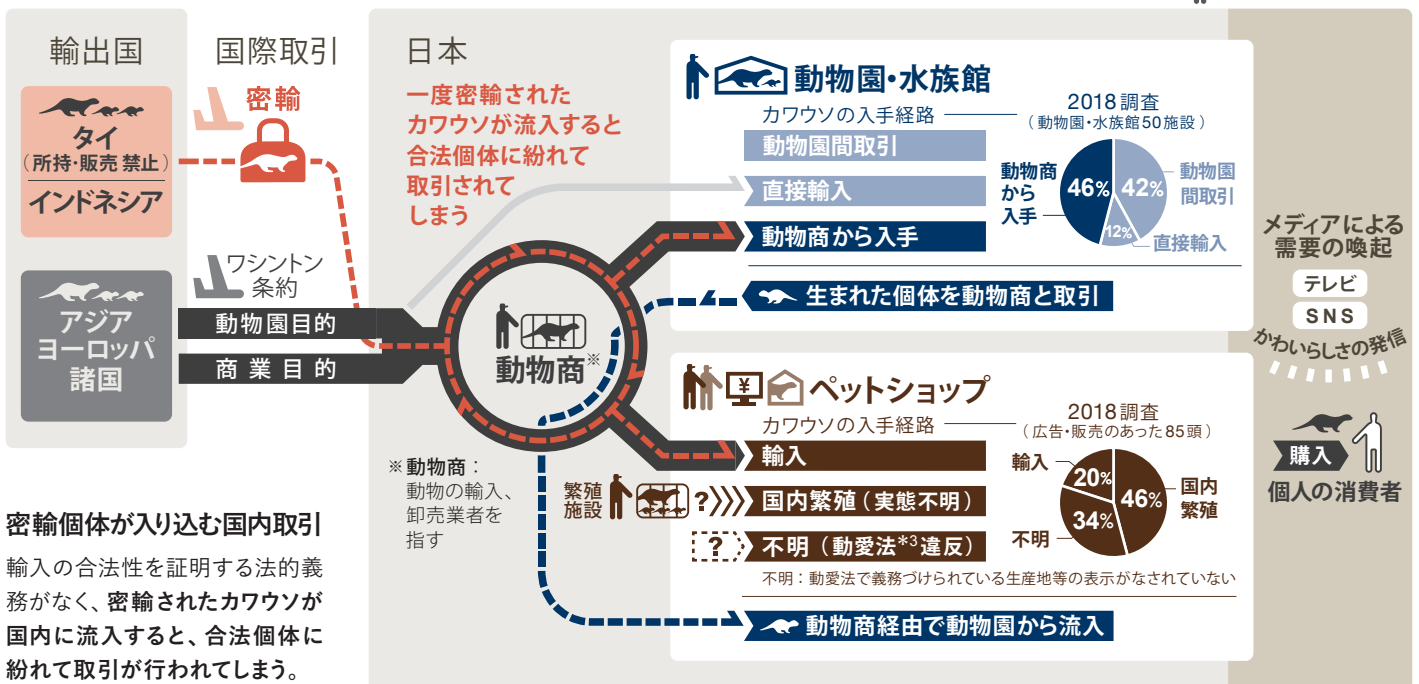 輸出国
タイ
（所持・販売 禁止）
インドネシア
アジア
ヨーロッパ
諸国
国際取引
密輸
ワシントン
条約
動物園目的
商業目的
日本
一度密輸された
カワウソが流入すると
合法個体に紛れて
取引されて
しまう
動物商※
※動物商：
動物の輸入、
卸売業者を
指す
動物園・水族館
カワウソの入手経路
動物園間取引
直接輸入
動物商から入手
2018調査
（動物園・水族館50施設）
動物商
から
入手
46%
42%
12%
動物園
間取引
直接輸入
生まれた個体を動物商と取引
¥
ペットショップ
カワウソの入手経路
輸入
繁殖
施設
?
国内繁殖（実態不明）
?
不明（動愛法*3違反）
2018調査
（広告・販売のあった85頭）
輸入
20%
46%
34%
国内
繁殖
不明
不明：動愛法で義務づけられている生産地等の表示がなされていない
動物商経由で動物園から流入
メディアによる
需要の喚起
テレビ
SNS
かわいらしさの発信
購入
個人の消費者
密輸個体が入り込む国内取引
輸入の合法性を証明する法的義
務がなく、密輸されたカワウソが
国内に流入すると、合法個体に
紛れて取引が行われてしまう。